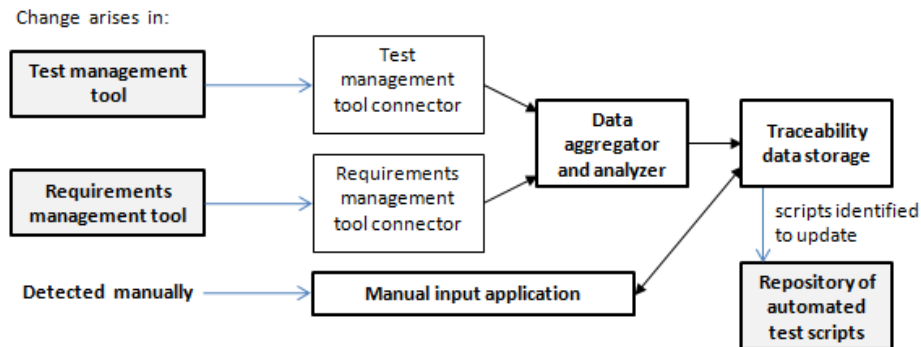 Change arises in:
Test management
tool
Test
management
tool connector
Requirements
management tool
Requirements
management
tool connector
Data
aggregator
and analyzer
Traceability
data storage
scripts identified
to update
Detected manually
Manual input application
Repository of
automated
test scripts